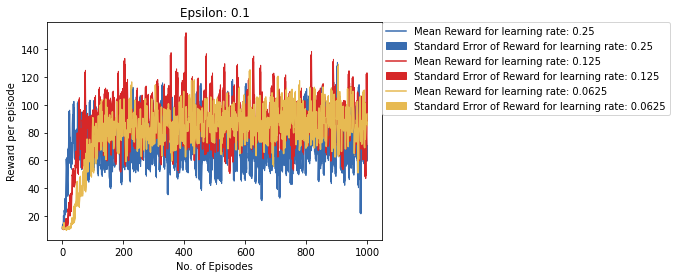 Epsilon: 0.1
Mean Reward for learning rate: 0.25
Standard Error of Reward for learning rate: 0.25
Mean Reward for learning rate: 0.125
Standard Error of Reward for learning rate: 0.125
Mean Reward for learning rate: 0.0625
Standard Error of Reward for learning rate: 0.0625
Reward per episode
140
120
100
80
60
40
20
0
200
400
600
800
1000
No. of Episodes